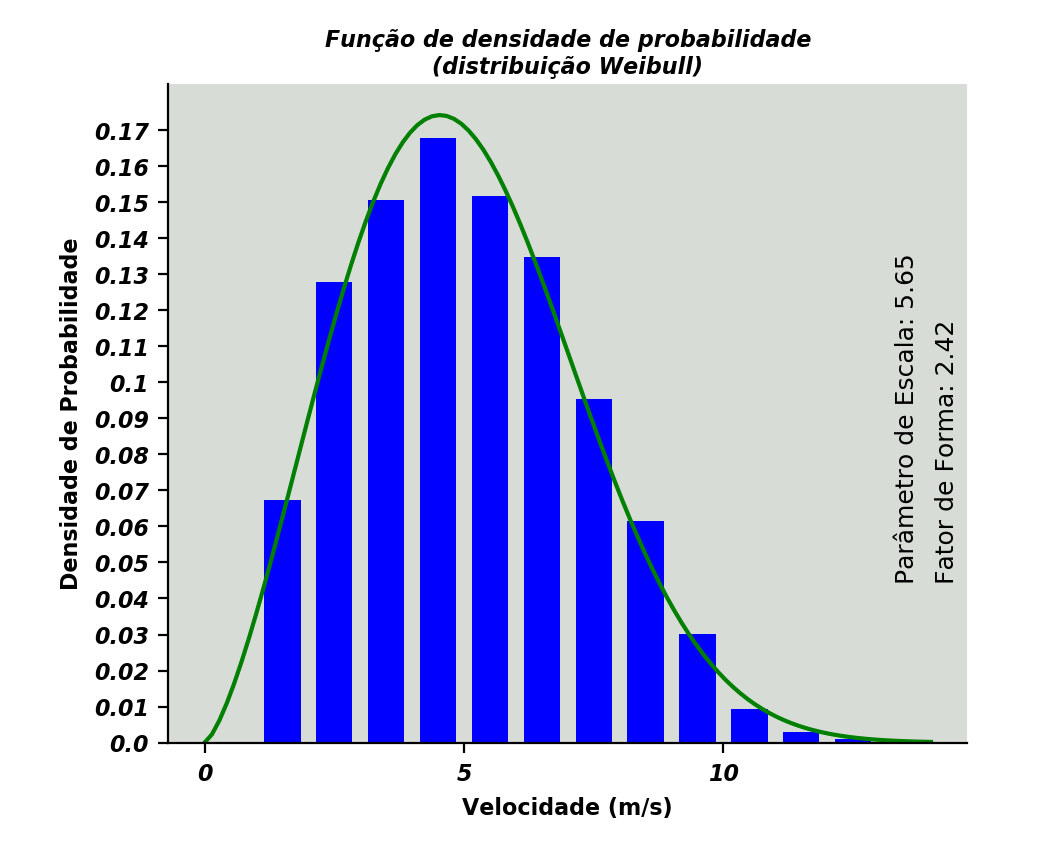 Função de densidade de probabilidade
(distribuição Weibull)
0.17
0.16
0.15
0.14
0.13
0.12
0.11
0.1
0.09
0.08
0.07
0.06
0.05
0.04
0.03
0.02
0.01
0.0
Densidade de Probabilidade
Parâmetro de Escala: 5.65
Fator de Forma: 2.42
0 5 10
Velocidade (m/s)